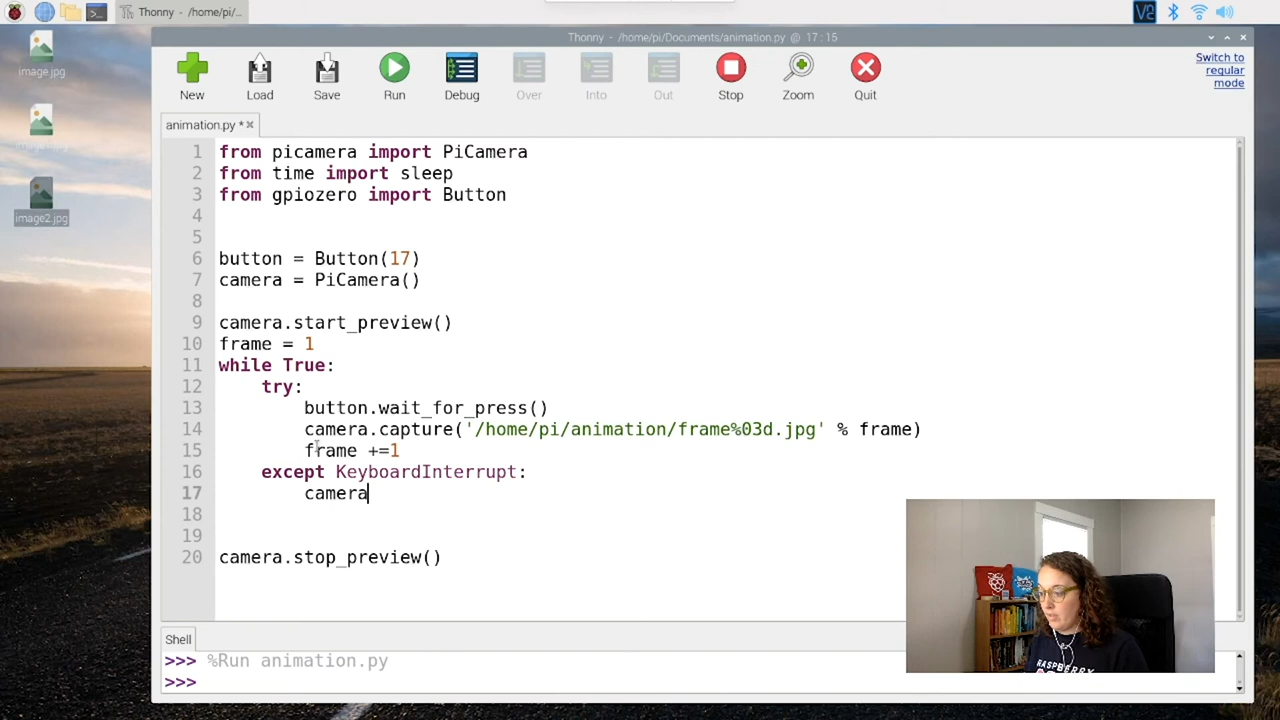 Thonny - /home/pi/...
Thonny - /home/pi/Documents/animation.py @ 17 : 15
image.jpg
image2.jpg
New
Load
Save
Run
Debug
Over
Into
Out
Stop
Zoom
Quit
Switch to
regular
mode
animation.py *
1 from picamera import PiCamera
2 from time import sleep
3 from gpiozero import Button
4
5
6 button = Button(17)
7 camera = PiCamera()
8
9 camera.start_preview()
10 frame = 1
11 while True:
12 try:
13 button.wait_for_press()
14 camera.capture('/home/pi/animation/frame%03d.jpg' % frame)
15 frame +=1
16 except KeyboardInterrupt:
17 camera
18
19
20 camera.stop_preview()
Shell
>>> %Run animation.py
>>>
RASPBERRY